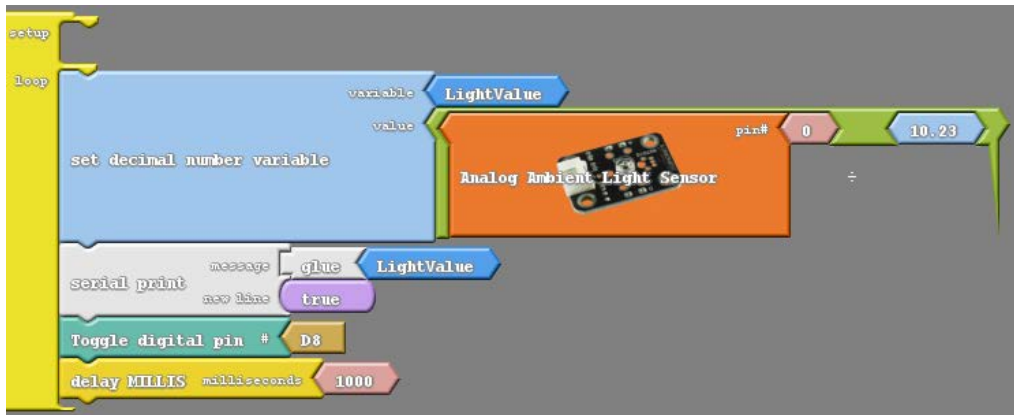 setup
loop
variable LightValue
value
pin# 0 10.23
set decimal number variable
Analog Ambient Light Sensor ÷
message glue LightValue
serial print
new line true
Toggle digital pin # D8
delay MILLIS milliseconds 1000